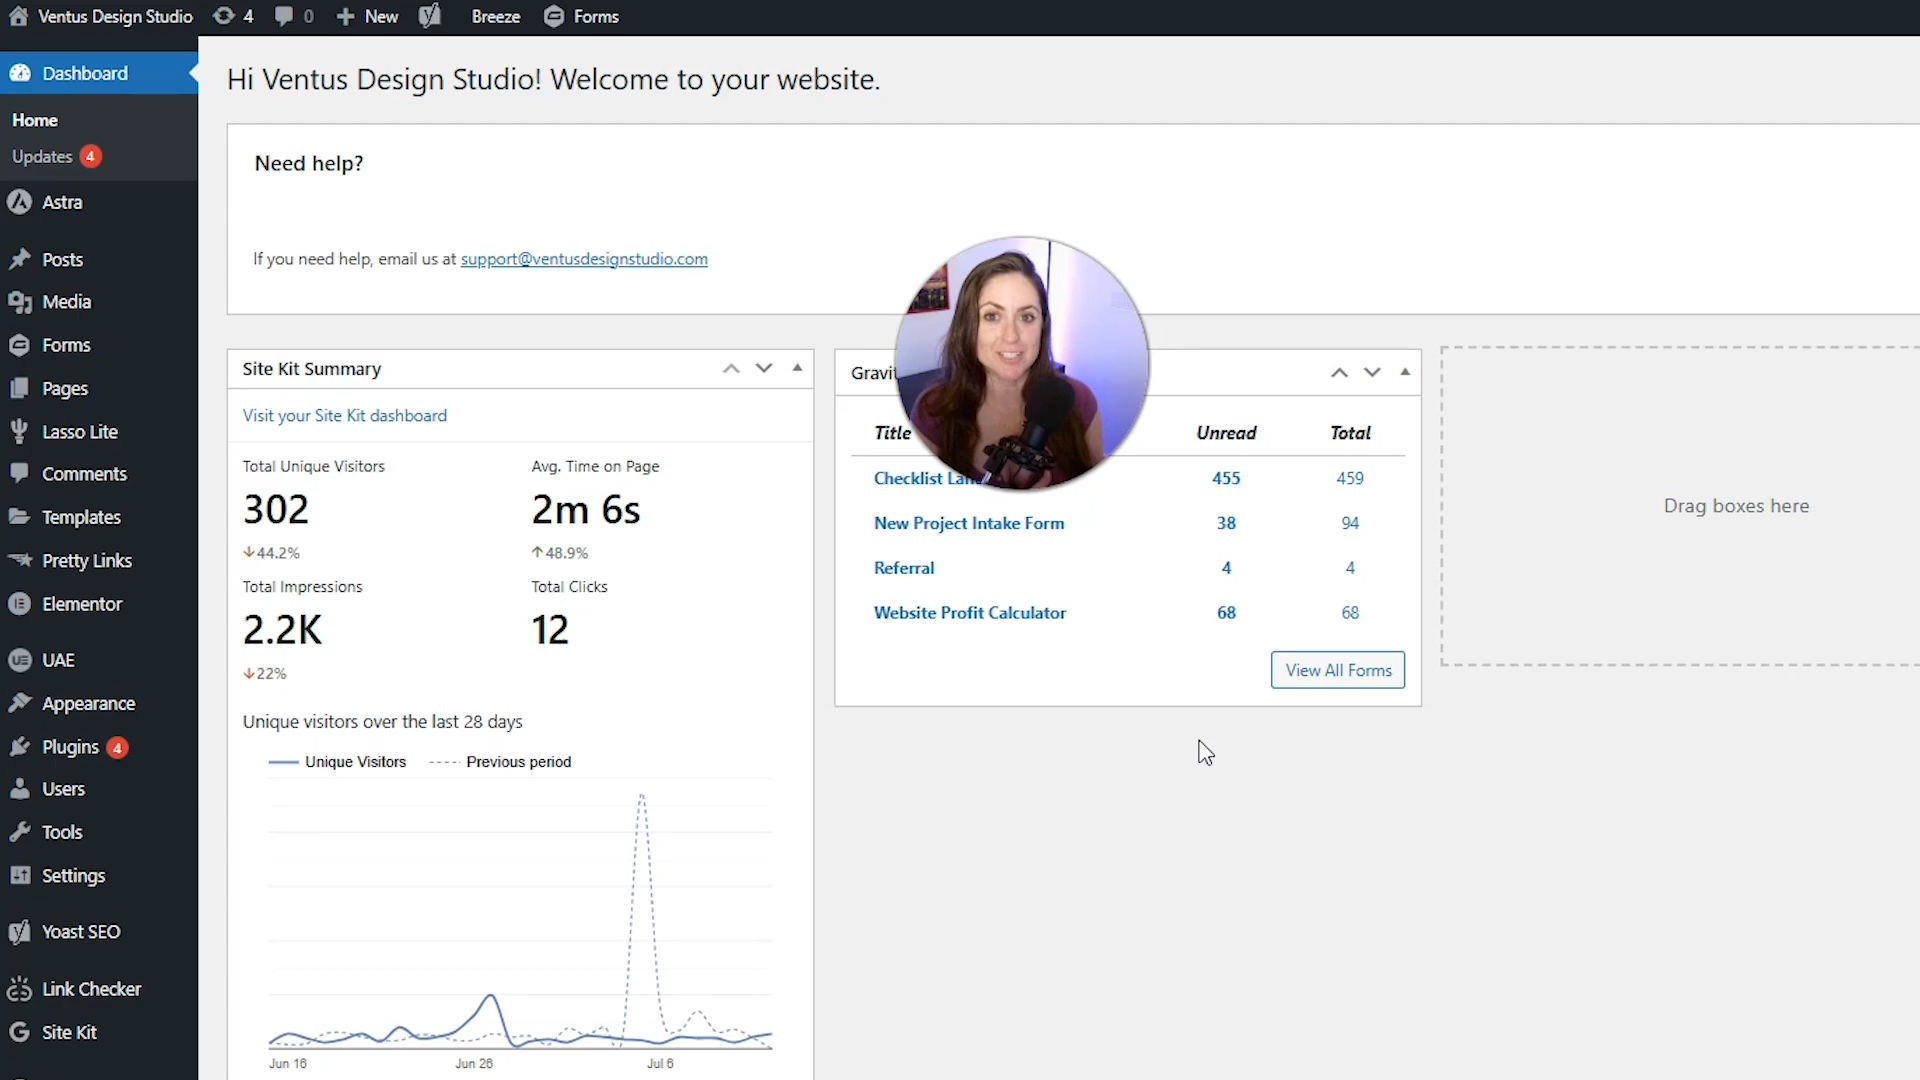 Ventus Design Studio 4 0 New Breeze Forms
Dashboard
Home
Updates 4
Astra
Posts
Media
Forms
Pages
Lasso Lite
Comments
Templates
Pretty Links
Elementor
UAE
Appearance
Plugins 4
Users
Tools
Settings
Yoast SEO
Link Checker
Site Kit
Hi Ventus Design Studio! Welcome to your website.
Need help?
If you need help, email us at support@ventusdesignstudio.com
Site Kit Summary
Visit your Site Kit dashboard
Total Unique Visitors Avg. Time on Page
302 2m 6s
44.2% 48.9%
Total Impressions Total Clicks
2.2K 12
22%
Unique visitors over the last 28 days
Unique Visitors Previous period
Jun 16 Jun 26 Jul 6
Title Unread Total
Checklist 455 459
New Project Intake Form 38 94
Referral 4 4
Website Profit Calculator 68 68
View All Forms
Drag boxes here